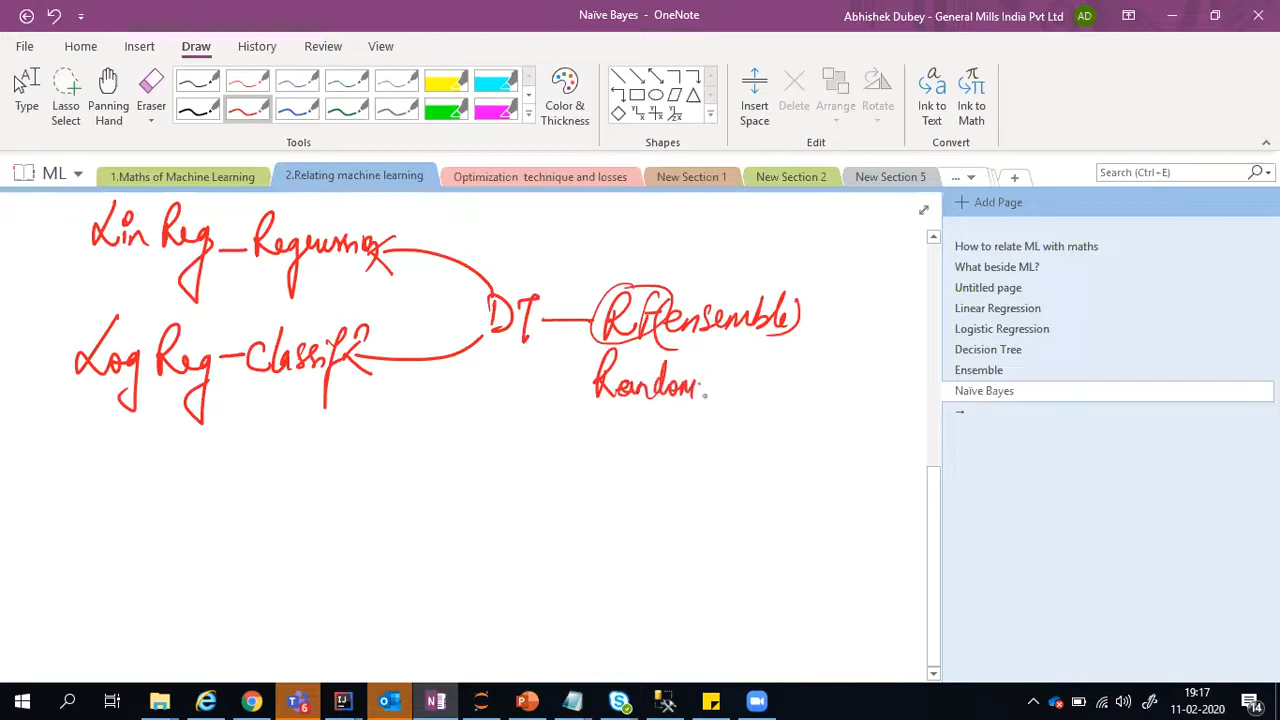 Naïve Bayes - OneNote
Abhishek Dubey - General Mills India Pvt Ltd AD
File Home Insert Draw History Review View
Type
Lasso Select
Panning Hand
Eraser
Color & Thickness
Insert Space
Delete
Arrange
Rotate
Ink to Text
Ink to Math
Tools Shapes Edit Convert
ML 1.Maths of Machine Learning 2.Relating machine learning Optimization technique and losses New Section 1 New Section 2 New Section 5 ... Search (Ctrl+E)
Add Page
How to relate ML with maths
What beside ML?
Untitled page
Linear Regression
Logistic Regression
Decision Tree
Ensemble
Naïve Bayes
→
Lin Reg
Log Reg - Classif
DT
RF(ensemble)
Random
6
19:17
11-02-2020
14